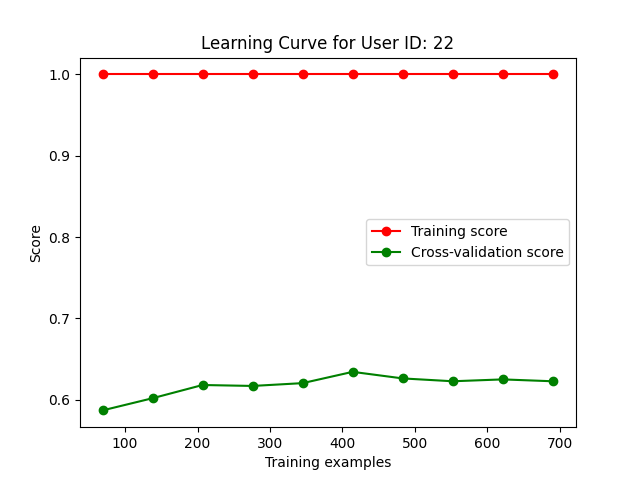 Learning Curve for User ID: 22
1.0
0.9
0.8
0.7
0.6
Score
Training score
Cross-validation score
100
200
300
400
500
600
700
Training examples